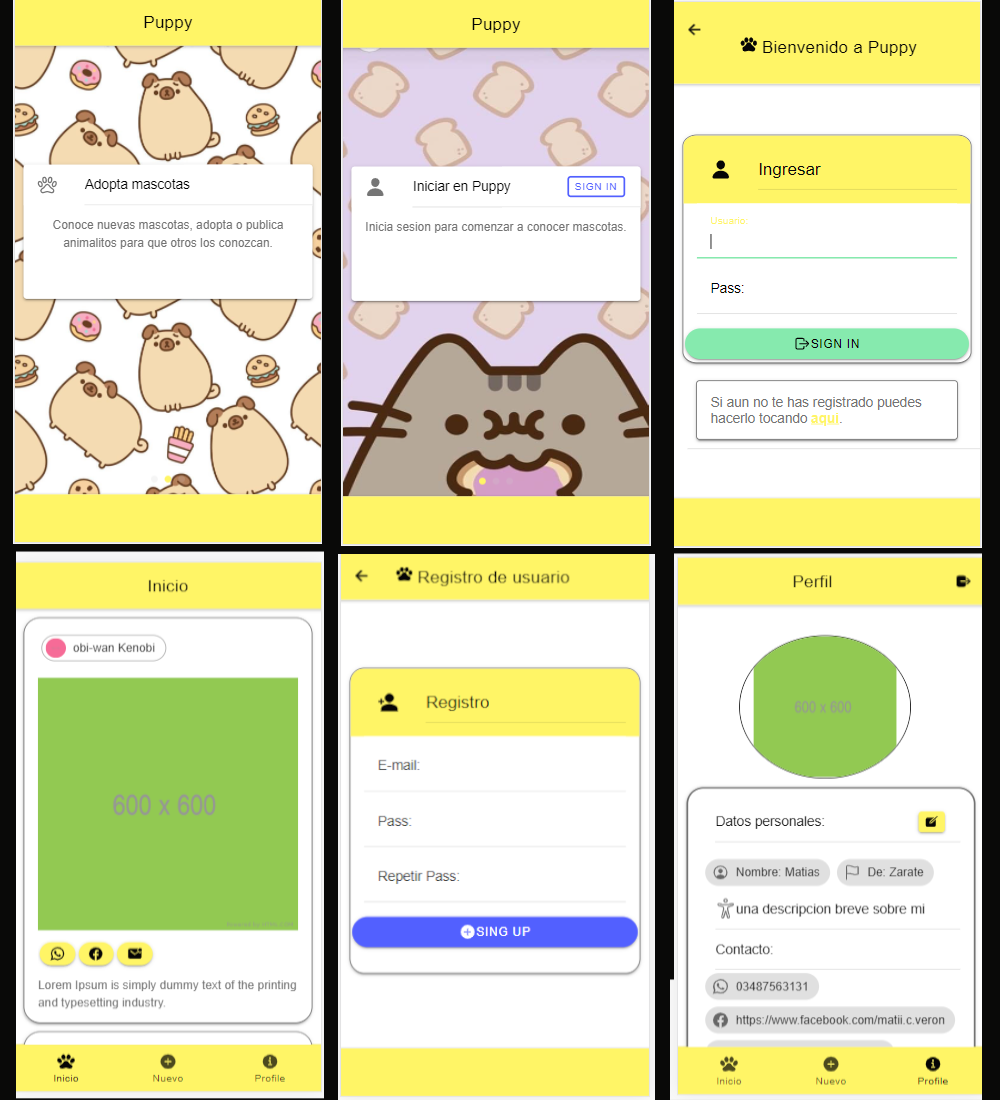 Puppy
Adopta mascotas
Conoce nuevas mascotas, adopta o publica
animalitos para que otros los conozcan.
Puppy
Iniciar en Puppy
SIGN IN
Inicia sesion para comenzar a conocer mascotas.
Bienvenido a Puppy
Ingresar
Usuario:
Pass:
SIGN IN
Si aun no te has registrado puedes
hacerlo tocando aqui.
Inicio
obi-wan Kenobi
600 x 600
Lorem Ipsum is simply dummy text of the printing
and typesetting industry.
Inicio
Nuevo
Profile
Registro de usuario
Registro
E-mail:
Pass:
Repetir Pass:
SING UP
Perfil
600 x 600
Datos personales:
Nombre: Matias
De: Zarate
una descripcion breve sobre mi
Contacto:
03487563131
https://www.facebook.com/matii.c.veron
Inicio
Nuevo
Profile